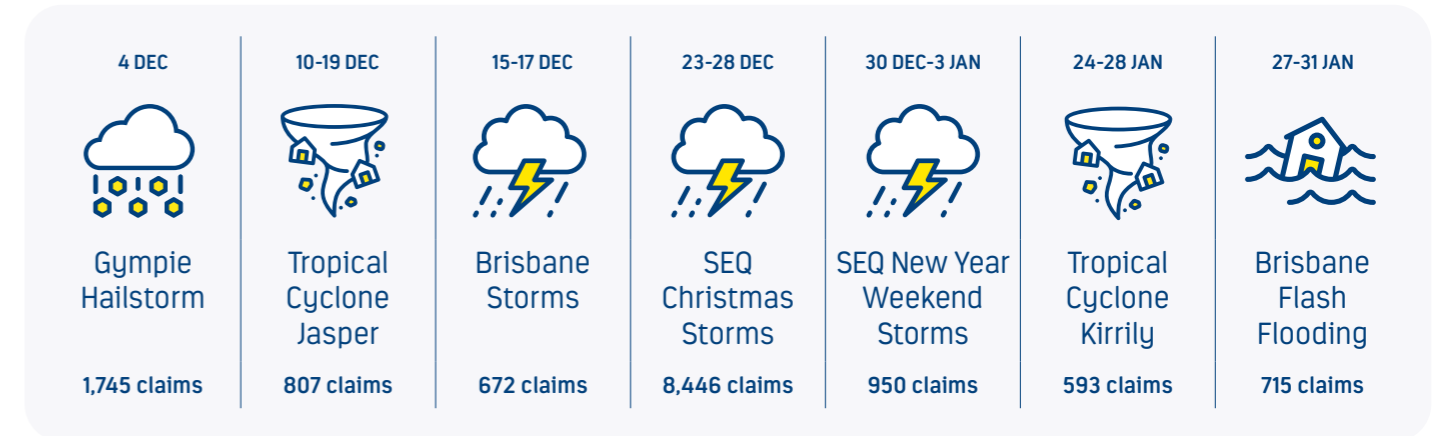 4 DEC
Gympie
Hailstorm
1,745 claims
10-19 DEC
Tropical
Cyclone
Jasper
807 claims
15-17 DEC
Brisbane
Storms
672 claims
23-28 DEC
SEQ
Christmas
Storms
8,446 claims
30 DEC-3 JAN
SEQ New Year
Weekend
Storms
950 claims
24-28 JAN
Tropical
Cyclone
Kirrily
593 claims
27-31 JAN
Brisbane
Flash
Flooding
715 claims